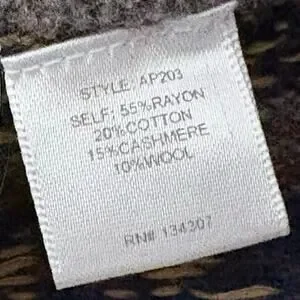 STYLE: AP203
SELF: 55%RAYON
20%COTTON
15%CASHMERE
10%WOOL
RN# 134207